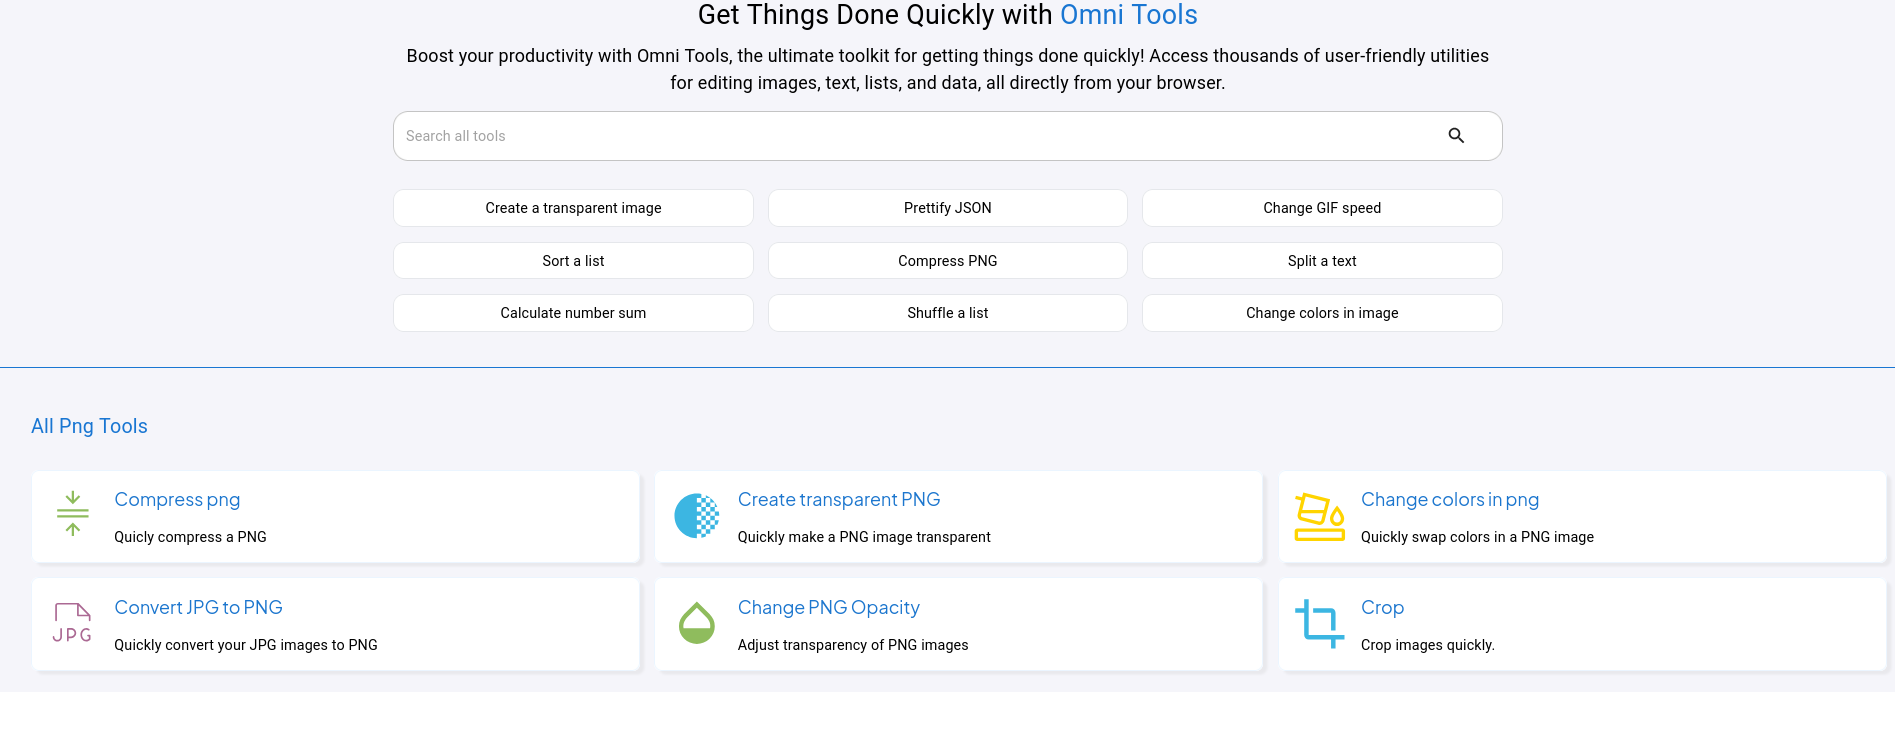 Get Things Done Quickly with Omni Tools
Boost your productivity with Omni Tools, the ultimate toolkit for getting things done quickly! Access thousands of user-friendly utilities
for editing images, text, lists, and data, all directly from your browser.
Search all tools
Create a transparent image
Prettify JSON
Change GIF speed
Sort a list
Compress PNG
Split a text
Calculate number sum
Shuffle a list
Change colors in image
All Png Tools
Compress png
Quicly compress a PNG
Create transparent PNG
Quickly make a PNG image transparent
Change colors in png
Quickly swap colors in a PNG image
JPG
Convert JPG to PNG
Quickly convert your JPG images to PNG
Change PNG Opacity
Adjust transparency of PNG images
Crop
Crop images quickly.